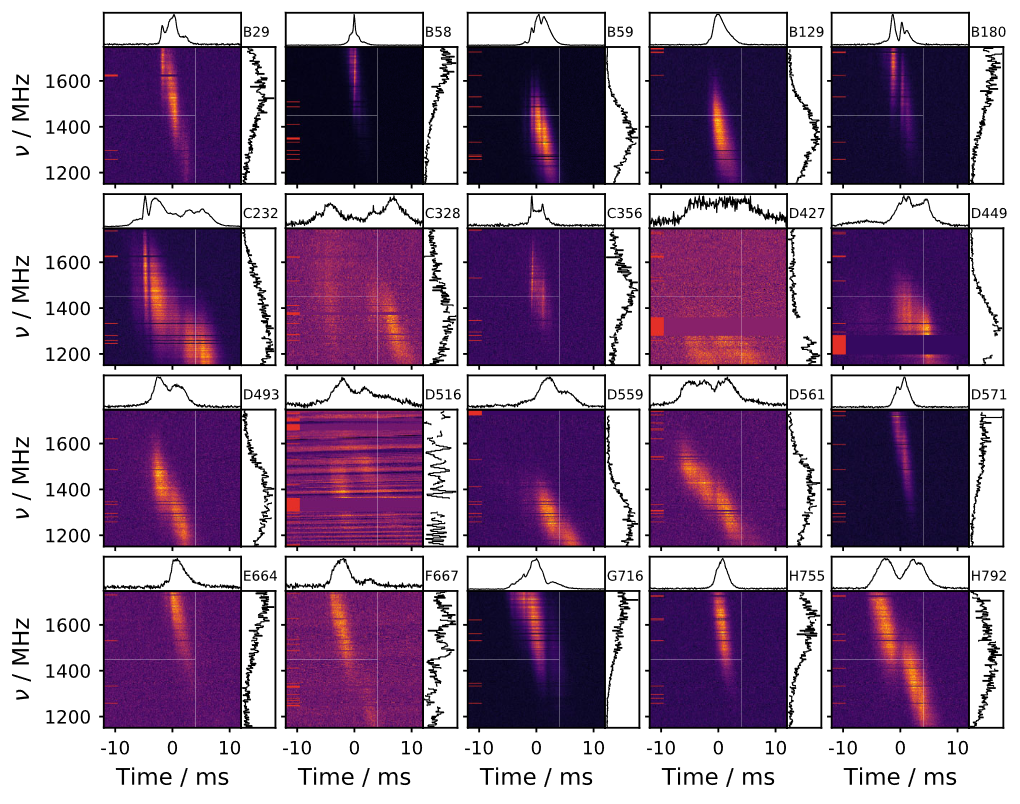 B29 B58 B59 B129 B180
1600
1400
1200
ν / MHz
C232 C328 C356 D427 D449
1600
1400
1200
ν / MHz
D493 D516 D559 D561 D571
1600
1400
1200
ν / MHz
E664 F667 G716 H755 H792
1600
1400
1200
ν / MHz
-10 0 10 -10 0 10 -10 0 10 -10 0 10 -10 0 10
Time / ms Time / ms Time / ms Time / ms Time / ms